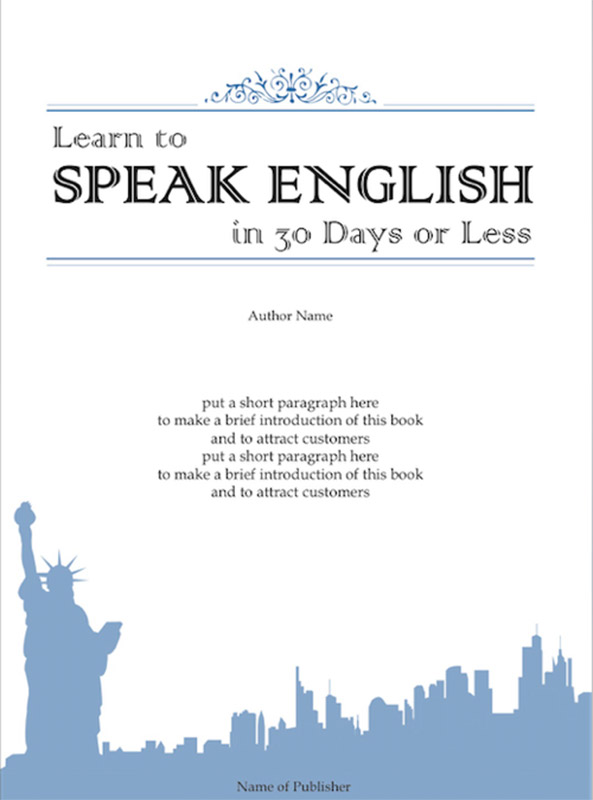 Learn to
SPEAK ENGLISH
in 30 Days or Less
Author Name
put a short paragraph here
to make a brief introduction of this book
and to attract customers
put a short paragraph here
to make a brief introduction of this book
and to attract customers
Name of Publisher